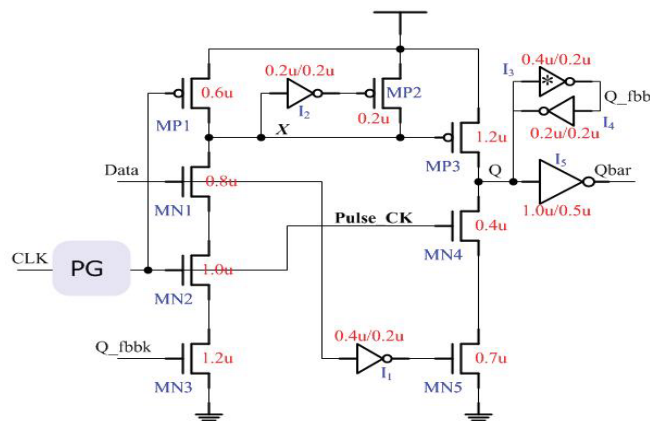 0.4u/0.2u
I3
*
Q_fbb
0.2u/0.2u
MP2
I4
0.2u/0.2u
0.6u
I2
MP1
X
0.2u
1.2u
MP3
I5
Q
Qbar
Data
0.8u
1.0u/0.5u
MN1
Pulse_CK
0.4u
CLK
PG
1.0u
MN4
MN2
Q_fbbk
0.4u/0.2u
1.2u
0.7u
MN3
I1
MN5